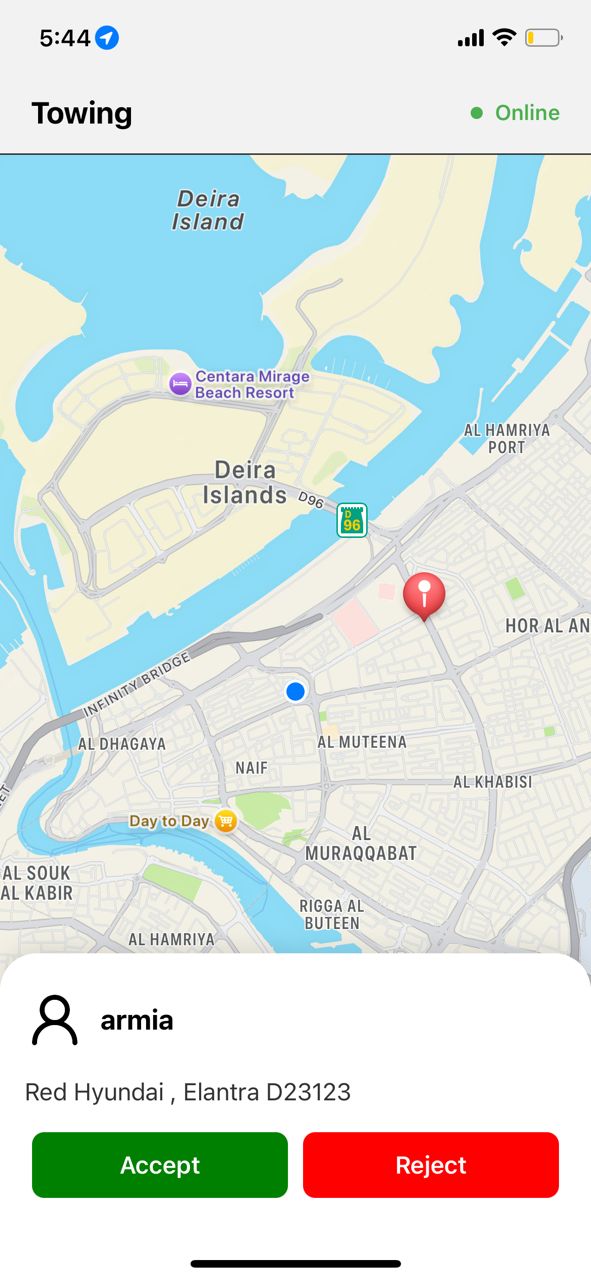 5:44
Towing
Online
Deira
Island
Centara Mirage
Beach Resort
AL HAMRIYA
PORT
Deira
Islands
D96
D
96
HOR AL AN
INFINITY BRIDGE
AL DHAGAYA
AL MUTEENA
NAIF
AL KHABISI
Day to Day
AL
MURAQQABAT
AL SOUK
AL KABIR
RIGGA AL
BUTEEN
AL HAMRIYA
armia
Red Hyundai , Elantra D23123
Accept
Reject